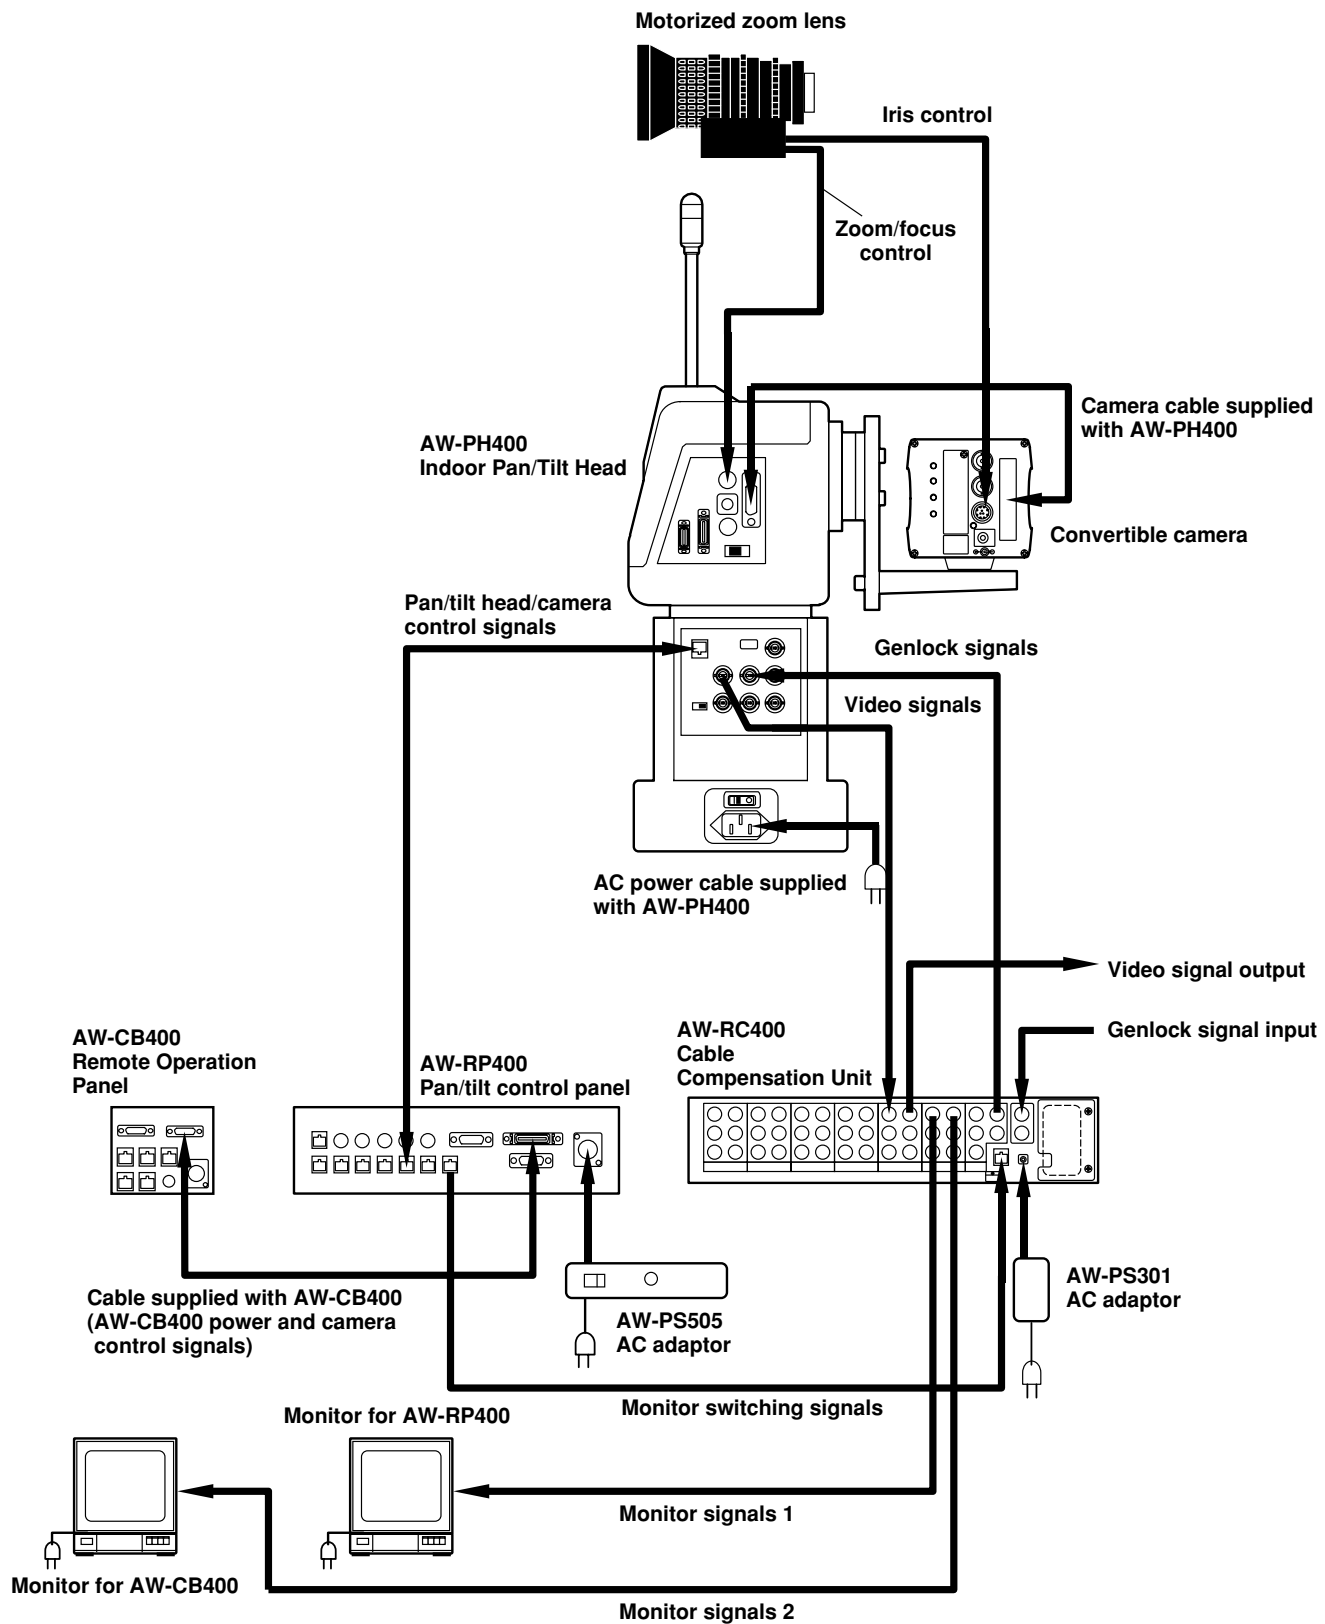 Motorized zoom lens
Iris control
Zoom/focus
control
Camera cable supplied
with AW-PH400
AW-PH400
Indoor Pan/Tilt Head
Convertible camera
Pan/tilt head/camera
control signals
Genlock signals
Video signals
AC power cable supplied
with AW-PH400
Video signal output
Genlock signal input
AW-CB400
Remote Operation
Panel
AW-RP400
Pan/tilt control panel
AW-RC400
Cable
Compensation Unit
AW-PS301
AC adaptor
Cable supplied with AW-CB400
(AW-CB400 power and camera
control signals)
AW-PS505
AC adaptor
Monitor switching signals
Monitor for AW-RP400
Monitor signals 1
Monitor for AW-CB400
Monitor signals 2